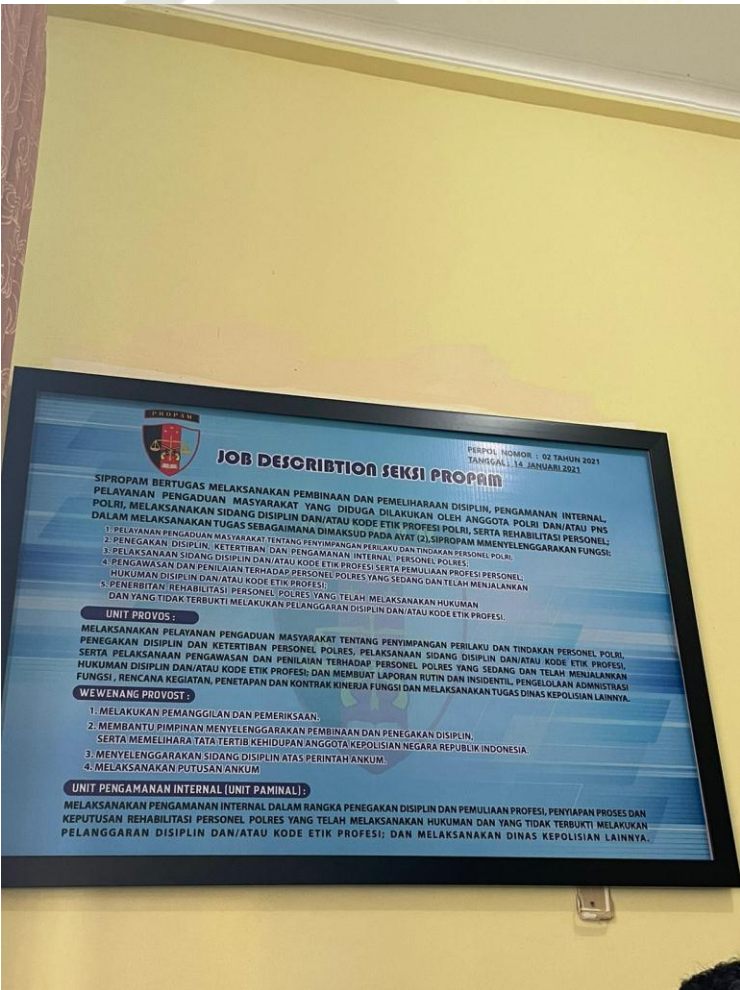 PROPAM
JOB DESCRIBTION SEKSI PROPAM
PERPOL NOMOR : 02 TAHUN 2021
TANGGAL : 14 JANUARI 2021
SIPROPAM BERTUGAS MELAKSANAKAN PEMBINAAN DAN PEMELIHARAAN DISIPLIN, PENGAMANAN INTERNAL,
PELAYANAN PENGADUAN MASYARAKAT YANG DIDUGA DILAKUKAN OLEH ANGGOTA POLRI DAN/ATAU PNS
POLRI, MELAKSANAKAN SIDANG DISIPLIN DAN/ATAU KODE ETIK PROFESI POLRI, SERTA REHABILITASI PERSONEL;
DALAM MELAKSANAKAN TUGAS SEBAGAIMANA DIMAKSUD PADA AYAT (2),SIPROPAM MMENYELENGGARAKAN FUNGSI:
1. PELAYANAN PENGADUAN MASYARAKAT TENTANG PENYIMPANGAN PERILAKU DAN TINDAKAN PERSONEL POLRI;
2. PENEGAKAN DISIPLIN, KETERTIBAN DAN PENGAMANAN INTERNAL PERSONEL POLRES;
3. PELAKSANAAN SIDANG DISIPLIN DAN/ATAU KODE ETIK PROFESI SERTA PEMULIAAN PROFESI PERSONEL;
4. PENGAWASAN DAN PENILAIAN TERHADAP PERSONEL POLRES YANG SEDANG DAN TELAH MENJALANKAN
HUKUMAN DISIPLIN DAN/ATAU KODE ETIK PROFESI;
5. PENERBITAN REHABILITASI PERSONEL POLRES YANG TELAH MELAKSANAKAN HUKUMAN
DAN YANG TIDAK TERBUKTI MELAKUKAN PELANGGARAN DISIPLIN DAN/ATAU KODE ETIK PROFESI.
UNIT PROVOS :
MELAKSANAKAN PELAYANAN PENGADUAN MASYARAKAT TENTANG PENYIMPANGAN PERILAKU DAN TINDAKAN PERSONEL POLRI,
PENEGAKAN DISIPLIN DAN KETERTIBAN PERSONEL POLRES, PELAKSANAAN SIDANG DISIPLIN DAN/ATAU KODE ETIK PROFESI,
SERTA PELAKSANAAN PENGAWASAN DAN PENILAIAN TERHADAP PERSONEL POLRES YANG SEDANG DAN TELAH MENJALANKAN
HUKUMAN DISIPLIN DAN/ATAU KODE ETIK PROFESI; DAN MEMBUAT LAPORAN RUTIN DAN INSIDENTIL, PENGELOLAAN ADMNISTRASI
FUNGSI , RENCANA KEGIATAN, PENETAPAN DAN KONTRAK KINERJA FUNGSI DAN MELAKSANAKAN TUGAS DINAS KEPOLISIAN LAINNYA.
WEWENANG PROVOST :
1. MELAKUKAN PEMANGGILAN DAN PEMERIKSAAN.
2. MEMBANTU PIMPINAN MENYELENGGARAKAN PEMBINAAN DAN PENEGAKAN DISIPLIN,
SERTA MEMELIHARA TATA TERTIB KEHIDUPAN ANGGOTA KEPOLISIAN NEGARA REPUBLIK INDONESIA.
3. MENYELENGGARAKAN SIDANG DISIPLIN ATAS PERINTAH ANKUM.
4. MELAKSANAKAN PUTUSAN ANKUM
UNIT PENGAMANAN INTERNAL (UNIT PAMINAL) :
MELAKSANAKAN PENGAMANAN INTERNAL DALAM RANGKA PENEGAKAN DISIPLIN DAN PEMULIAAN PROFESI, PENYIAPAN PROSES DAN
KEPUTUSAN REHABILITASI PERSONEL POLRES YANG TELAH MELAKSANAKAN HUKUMAN DAN YANG TIDAK TERBUKTI MELAKUKAN
PELANGGARAN DISIPLIN DAN/ATAU KODE ETIK PROFESI; DAN MELAKSANAKAN DINAS KEPOLISIAN LAINNYA.